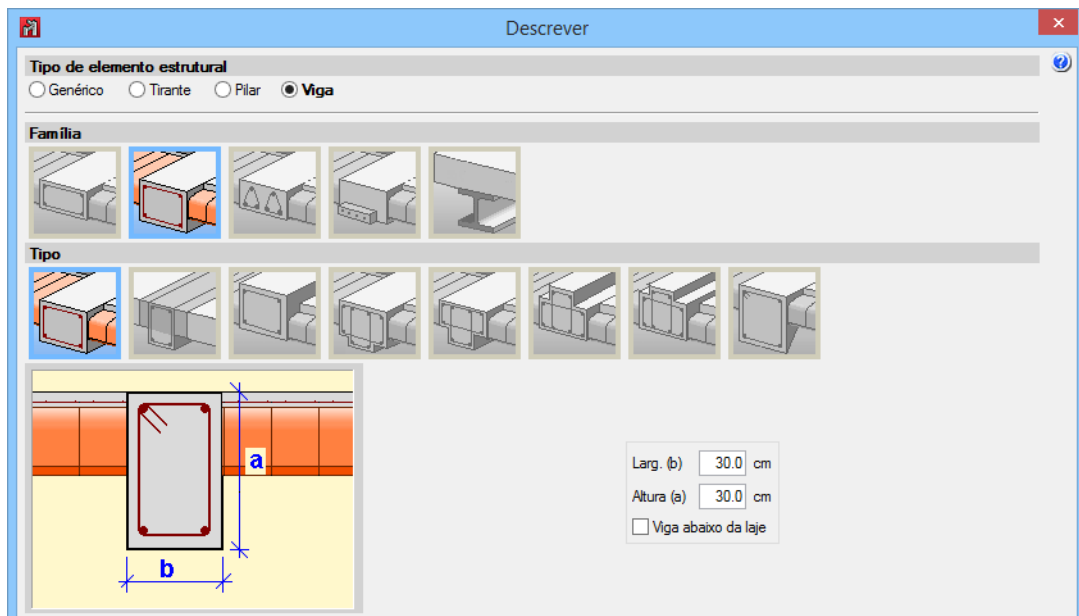 Descrever
Tipo de elemento estrutural
Genérico Tirante Pilar Viga
Família
Tipo
a
b
Larg. (b) 30.0 cm
Altura (a) 30.0 cm
Viga abaixo da laje